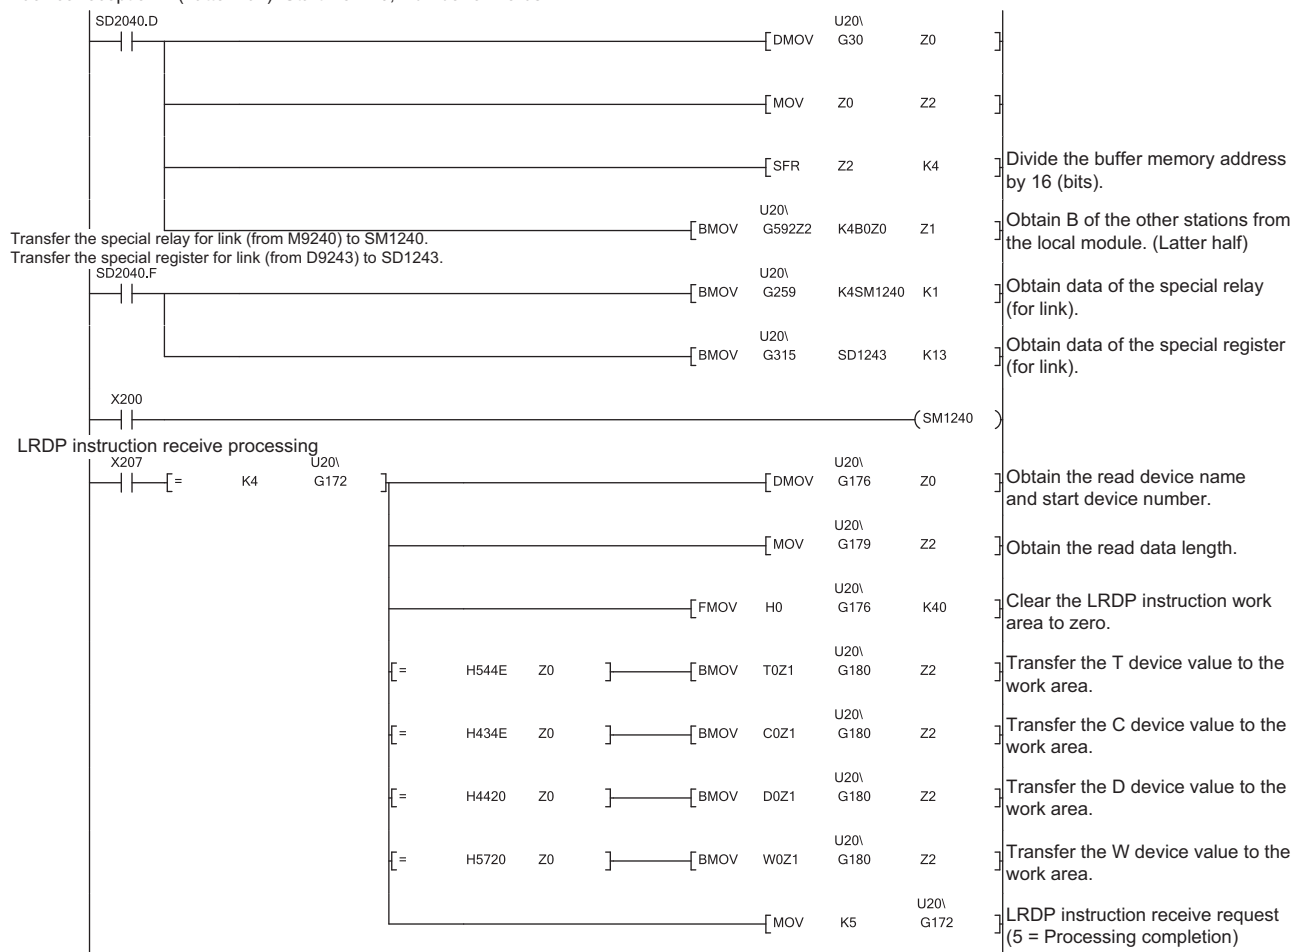 SD2040.D
U20\
DMOV G30 Z0
MOV Z0 Z2
SFR Z2 K4
Divide the buffer memory address
by 16 (bits).
U20\
BMOV G592Z2 K4B0Z0 Z1
Obtain B of the other stations from
the local module. (Latter half)
Transfer the special relay for link (from M9240) to SM1240.
Transfer the special register for link (from D9243) to SD1243.
SD2040.F
U20\
BMOV G259 K4SM1240 K1
Obtain data of the special relay
(for link).
U20\
BMOV G315 SD1243 K13
Obtain data of the special register
(for link).
X200
SM1240
LRDP instruction receive processing
X207
U20\
= K4 G172
U20\
DMOV G176 Z0
Obtain the read device name
and start device number.
U20\
MOV G179 Z2
Obtain the read data length.
U20\
FMOV H0 G176 K40
Clear the LRDP instruction work
area to zero.
U20\
= H544E Z0 BMOV T0Z1 G180 Z2
Transfer the T device value to the
work area.
U20\
= H434E Z0 BMOV C0Z1 G180 Z2
Transfer the C device value to the
work area.
U20\
= H4420 Z0 BMOV D0Z1 G180 Z2
Transfer the D device value to the
work area.
U20\
= H5720 Z0 BMOV W0Z1 G180 Z2
Transfer the W device value to the
work area.
U20\
MOV K5 G172
LRDP instruction receive request
(5 = Processing completion)